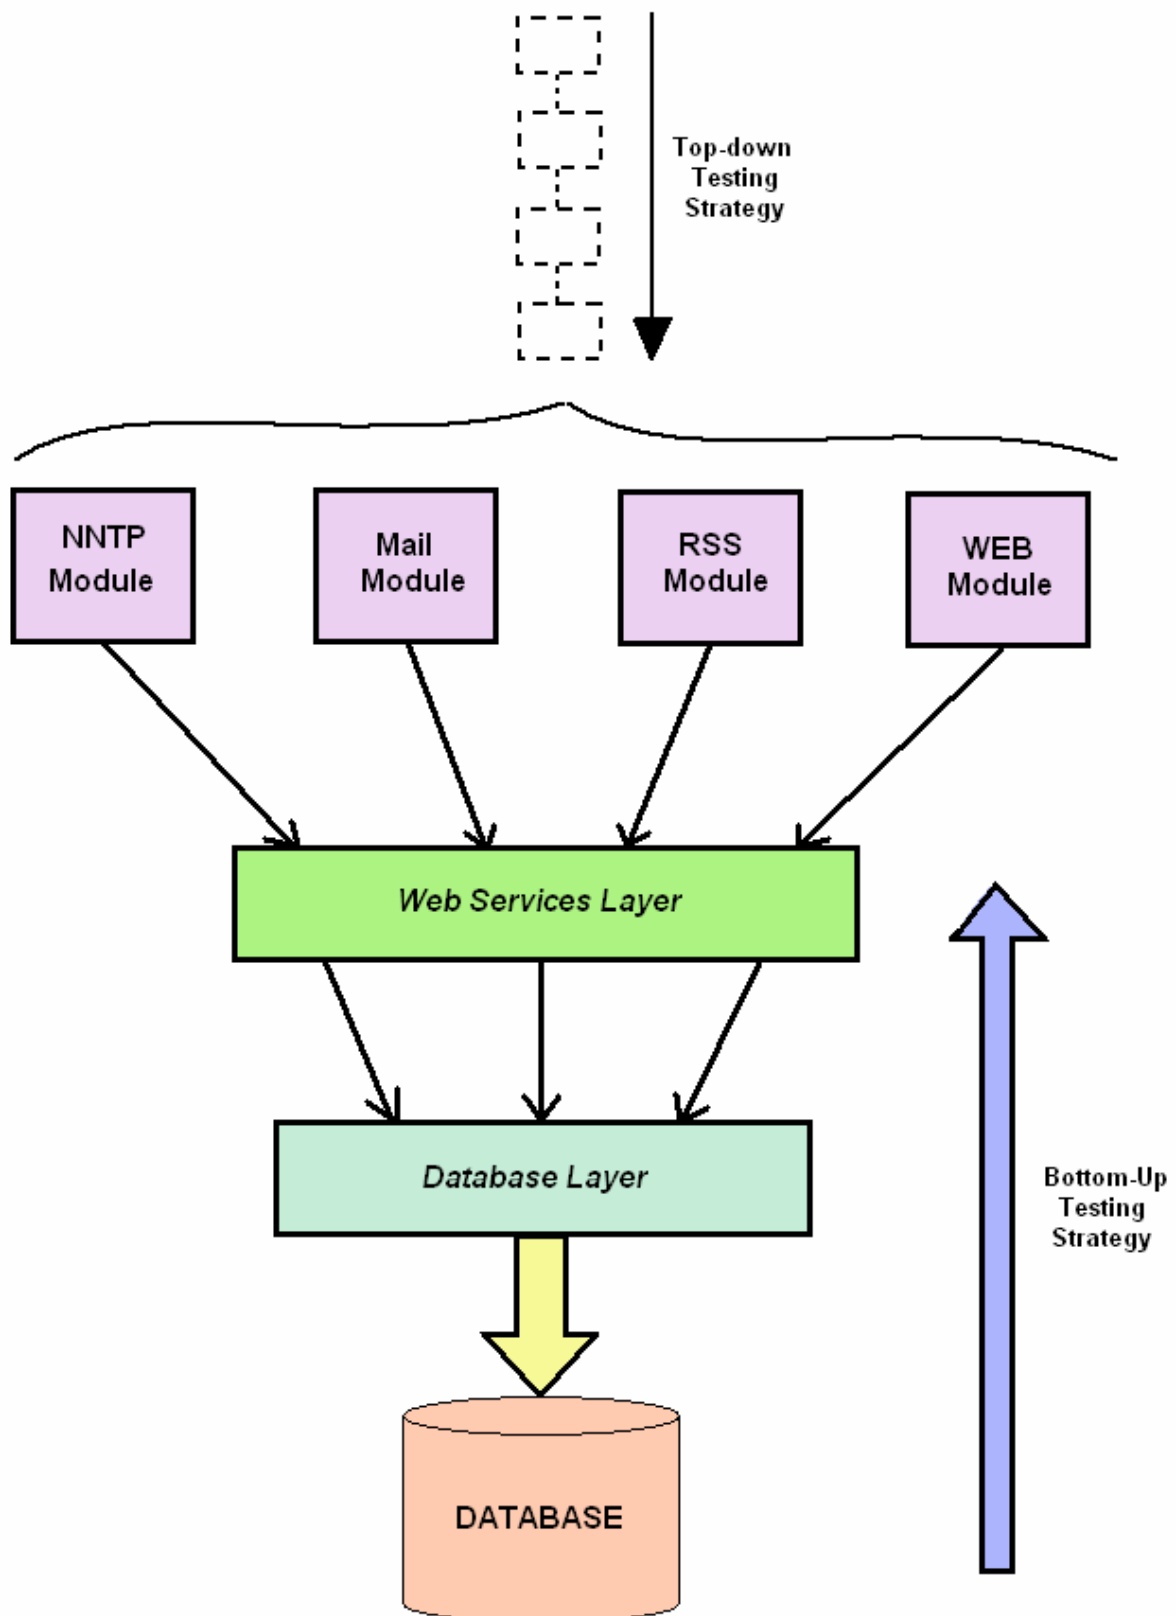 Top-down
Testing
Strategy
NNTP
Module
Mail
Module
RSS
Module
WEB
Module
Web Services Layer
Database Layer
Bottom-Up
Testing
Strategy
DATABASE